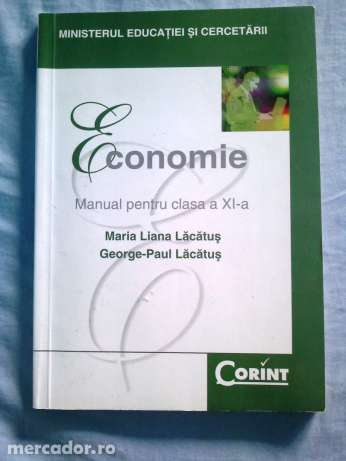 MINISTERUL EDUCAȚIEI ȘI CERCETĂRII
Economie
Manual pentru clasa a XI-a
Maria Liana Lăcătuș
George-Paul Lăcătuș
CORINT
mercador.ro